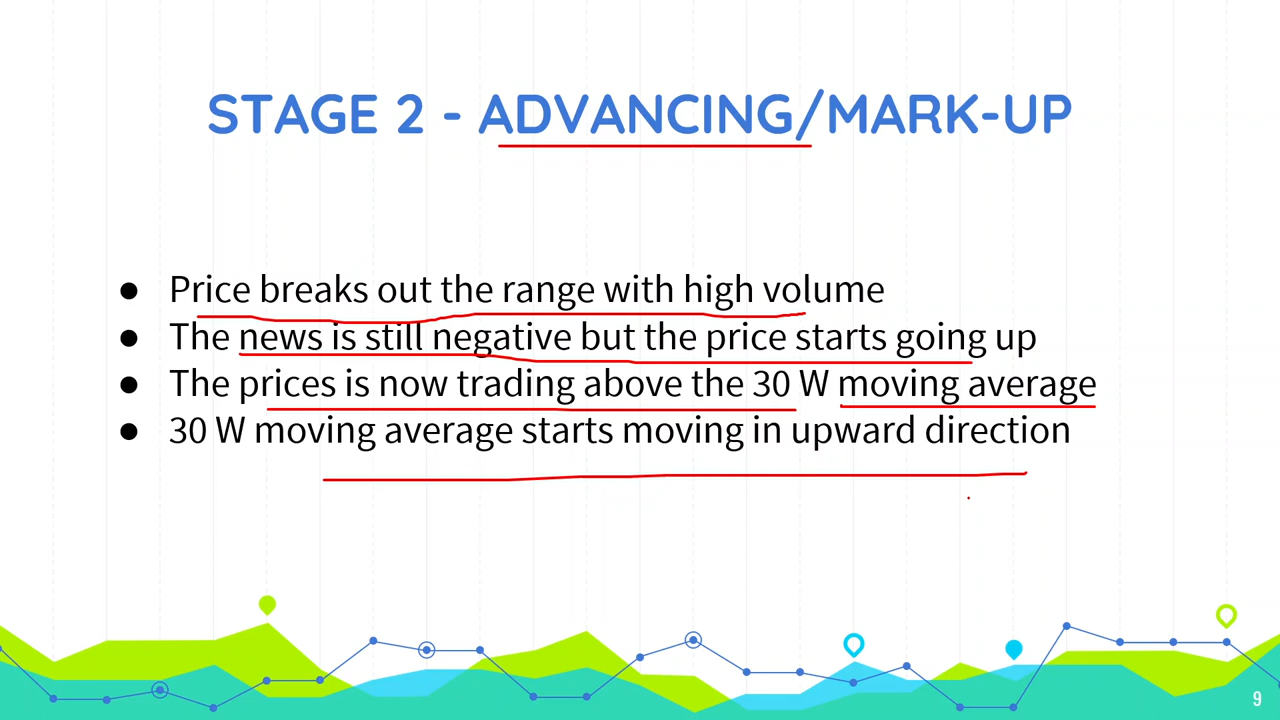 STAGE 2 - ADVANCING/MARK-UP
● Price breaks out the range with high volume
● The news is still negative but the price starts going up
● The prices is now trading above the 30 W moving average
● 30 W moving average starts moving in upward direction
9